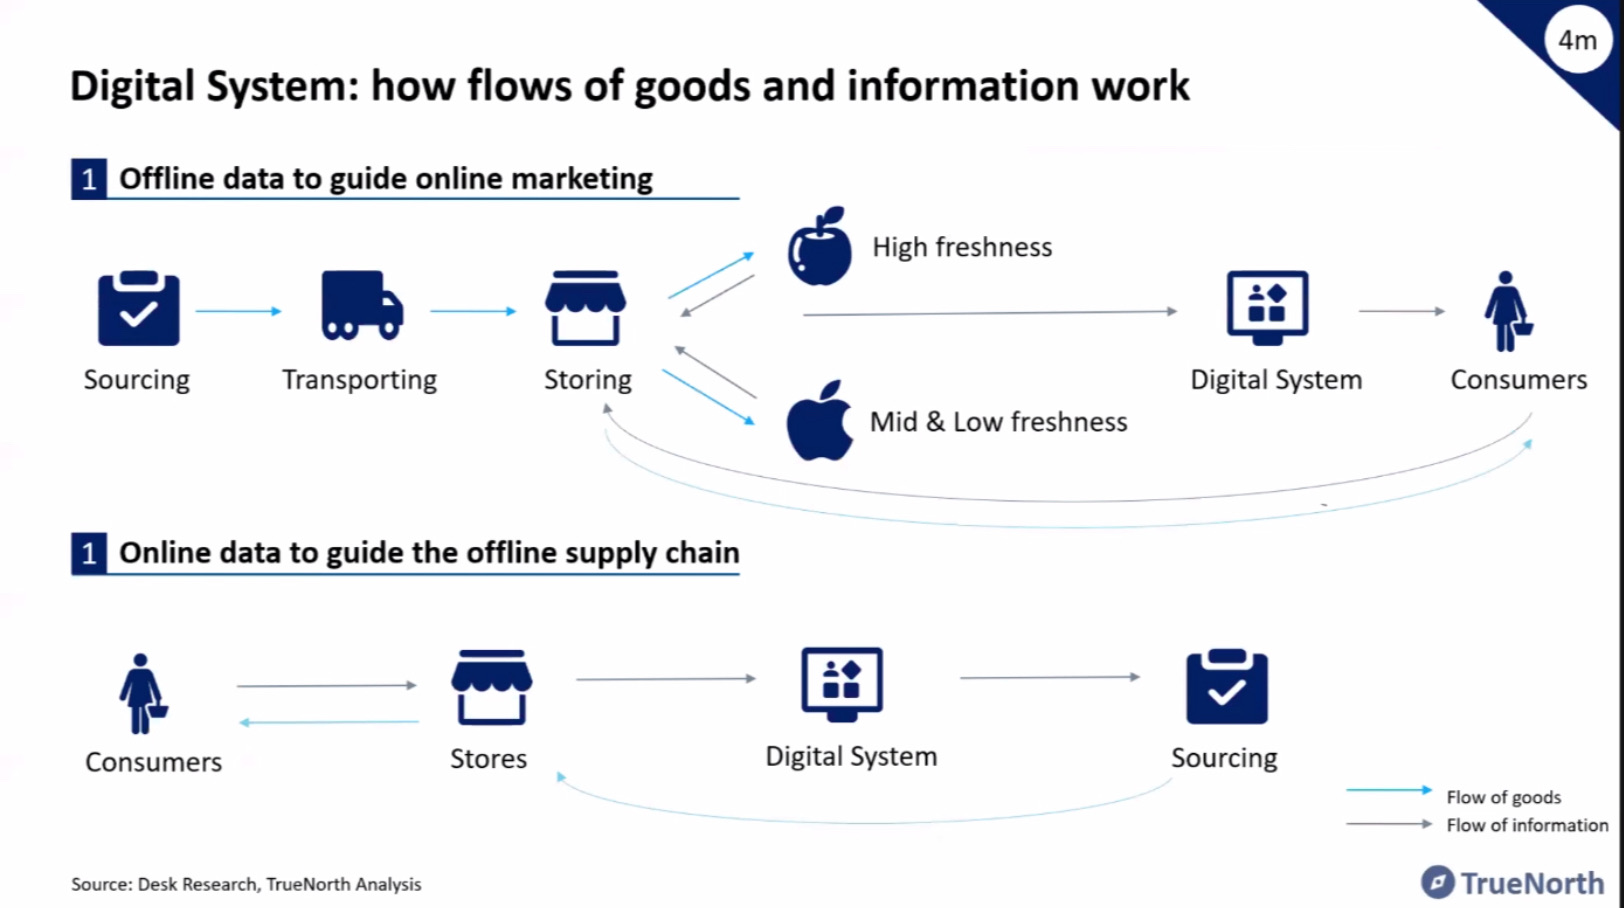 4m
Digital System: how flows of goods and information work
1 Offline data to guide online marketing
High freshness
Sourcing
Transporting
Storing
Digital System
Consumers
Mid & Low freshness
1 Online data to guide the offline supply chain
Consumers
Stores
Digital System
Sourcing
Flow of goods
Flow of information
Source: Desk Research, TrueNorth Analysis
TrueNorth